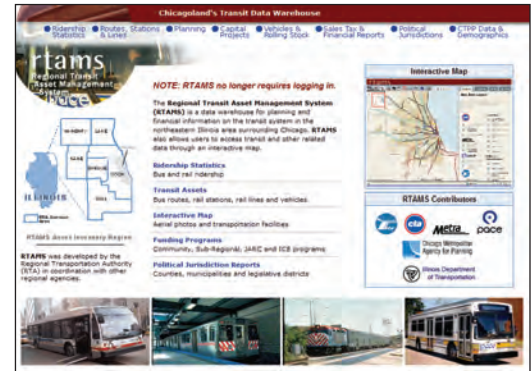 Chicagoland's Transit Data Warehouse
Ridership Statistics
Routes, Stations & Lines
Planning
Capital Projects
Vehicles & Rolling Stock
Sales Tax & Financial Reports
Political Jurisdictions
CTPP Data & Demographics
rtams
Regional Transit
Asset Management
System
pace
NOTE: RTAMS no longer requires logging in.
The Regional Transit Asset Management System
(RTAMS) is a data warehouse for planning and
financial information on the transit system in the
northeastern Illinois area surrounding Chicago. RTAMS
also allows users to access transit and other related
data through an interactive map.
Ridership Statistics
Bus and rail ridership
Transit Assets
Bus routes, rail stations, rail lines and vehicles.
Interactive Map
Aerial photos and transportation facilities
Funding Programs
Community, Sub-Regional, JARC and ICE programs
Political Jurisdiction Reports
Counties, municipalities and legislative districts
McHENRY
LAKE
KANE
DuPAGE
COOK
WILL
ILLINOIS
RTAMS Asset Inventory Region
RTAMS was developed by the
Regional Transportation Authority
(RTA) in coordination with other
regional agencies.
Interactive Map
RTAMS Contributors
cta
Metra
pace
Chicago Metropolitan
Agency for Planning
Illinois Department
of Transportation